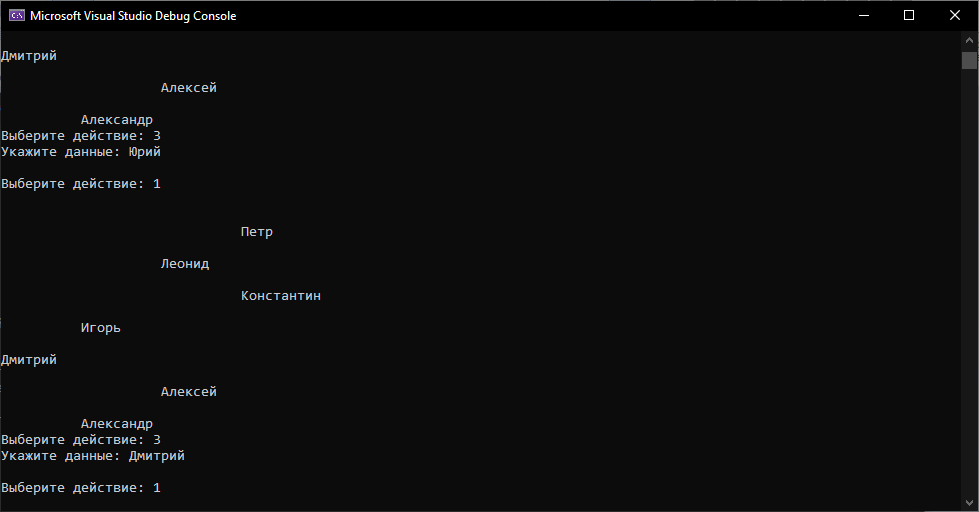 Microsoft Visual Studio Debug Console
Дмитрий
Алексей
Александр
Выберите действие: 3
Укажите данные: Юрий
Выберите действие: 1
Петр
Леонид
Константин
Игорь
Дмитрий
Алексей
Александр
Выберите действие: 3
Укажите данные: Дмитрий
Выберите действие: 1